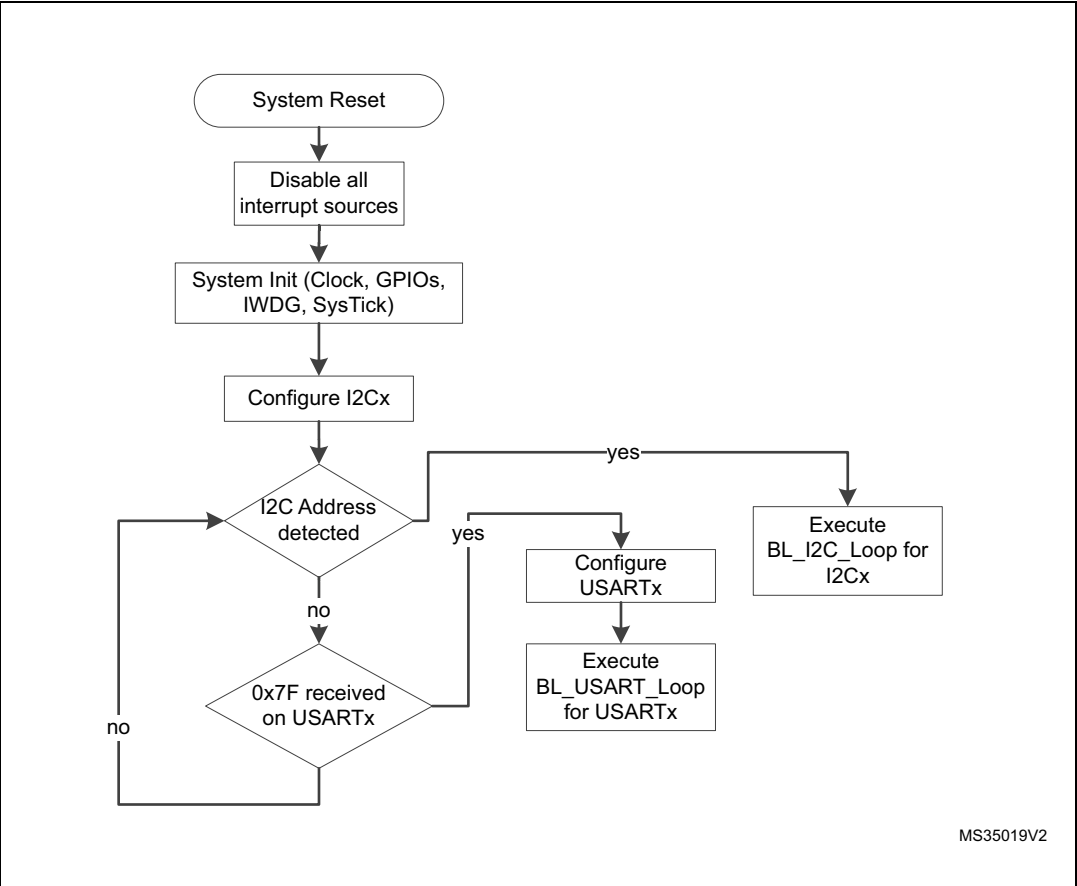 System Reset
Disable all
interrupt sources
System Init (Clock, GPIOs,
IWDG, SysTick)
Configure I2Cx
I2C Address
detected
yes
Execute
BL_I2C_Loop for
I2Cx
no
0x7F received
on USARTx
yes
Configure
USARTx
Execute
BL_USART_Loop
for USARTx
no
MS35019V2